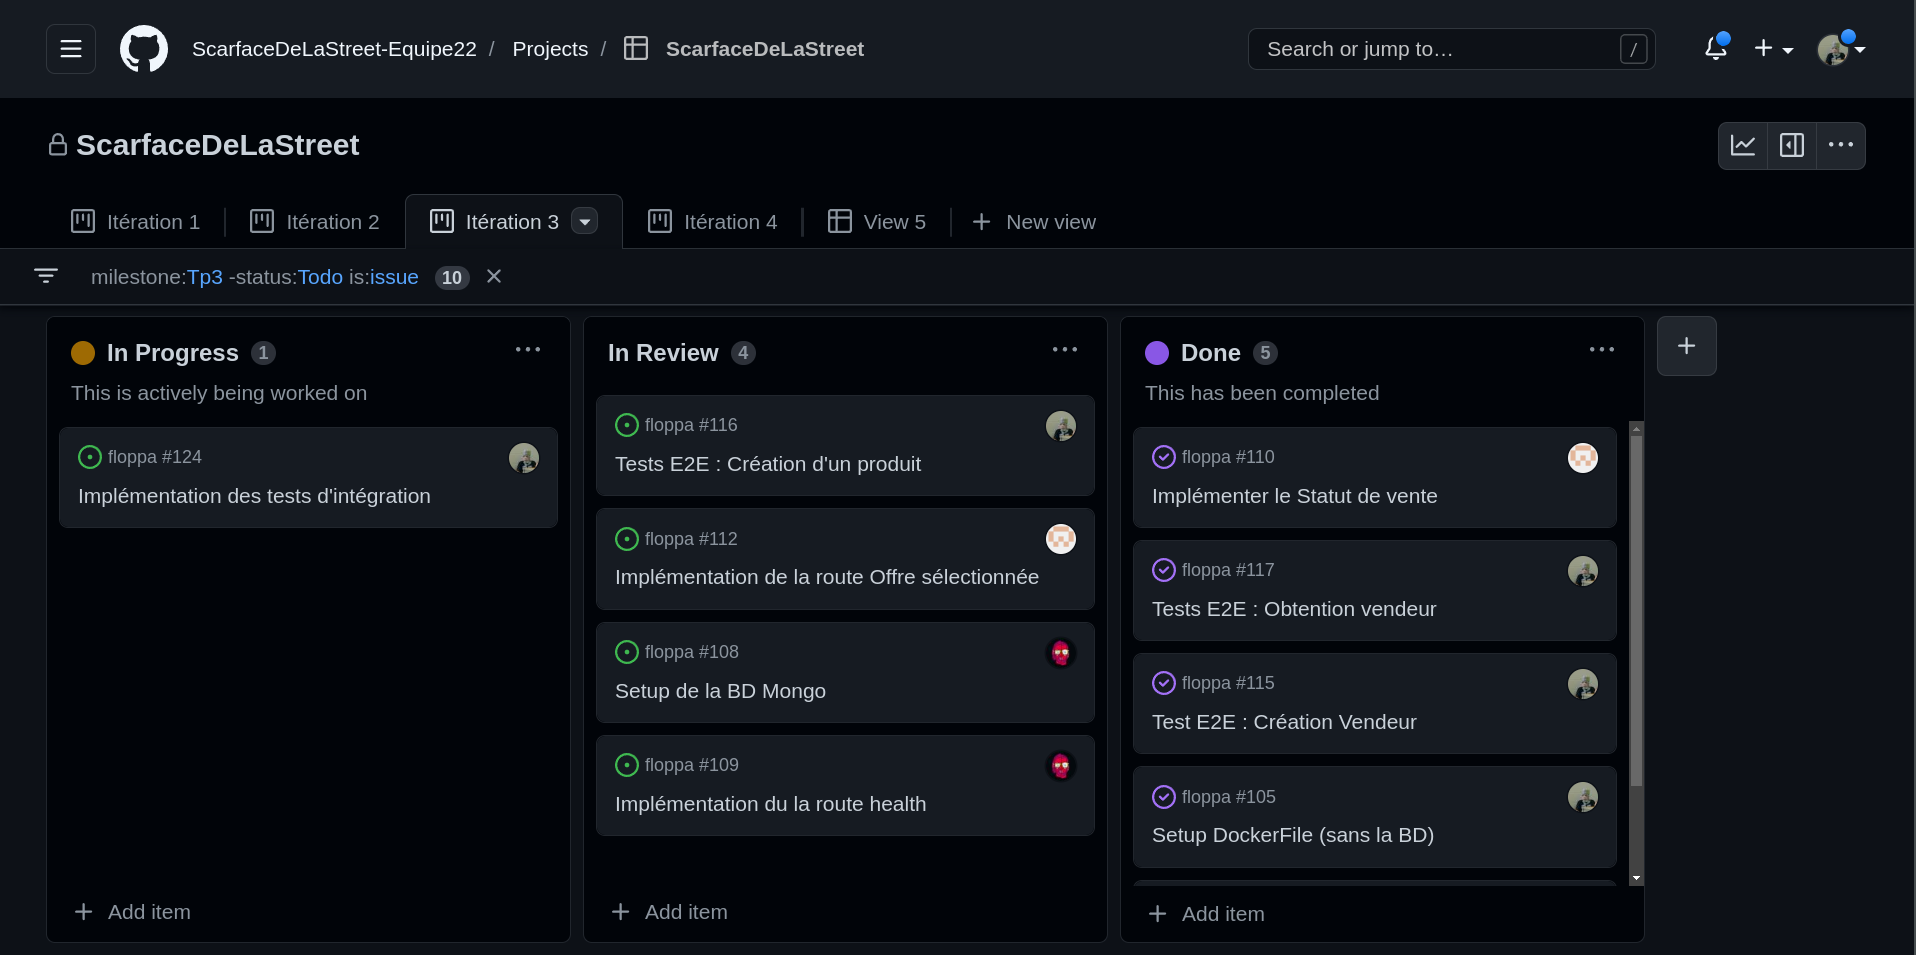 ScarfaceDeLaStreet-Equipe22 / Projects / ScarfaceDeLaStreet
Search or jump to… /
ScarfaceDeLaStreet
Itération 1
Itération 2
Itération 3
Itération 4
View 5
New view
milestone:Tp3 -status:Todo is:issue 10
In Progress 1
This is actively being worked on
floppa #124
Implémentation des tests d'intégration
Add item
In Review 4
floppa #116
Tests E2E : Création d'un produit
floppa #112
Implémentation de la route Offre sélectionnée
floppa #108
Setup de la BD Mongo
floppa #109
Implémentation du la route health
Add item
Done 5
This has been completed
floppa #110
Implémenter le Statut de vente
floppa #117
Tests E2E : Obtention vendeur
floppa #115
Test E2E : Création Vendeur
floppa #105
Setup DockerFile (sans la BD)
Add item